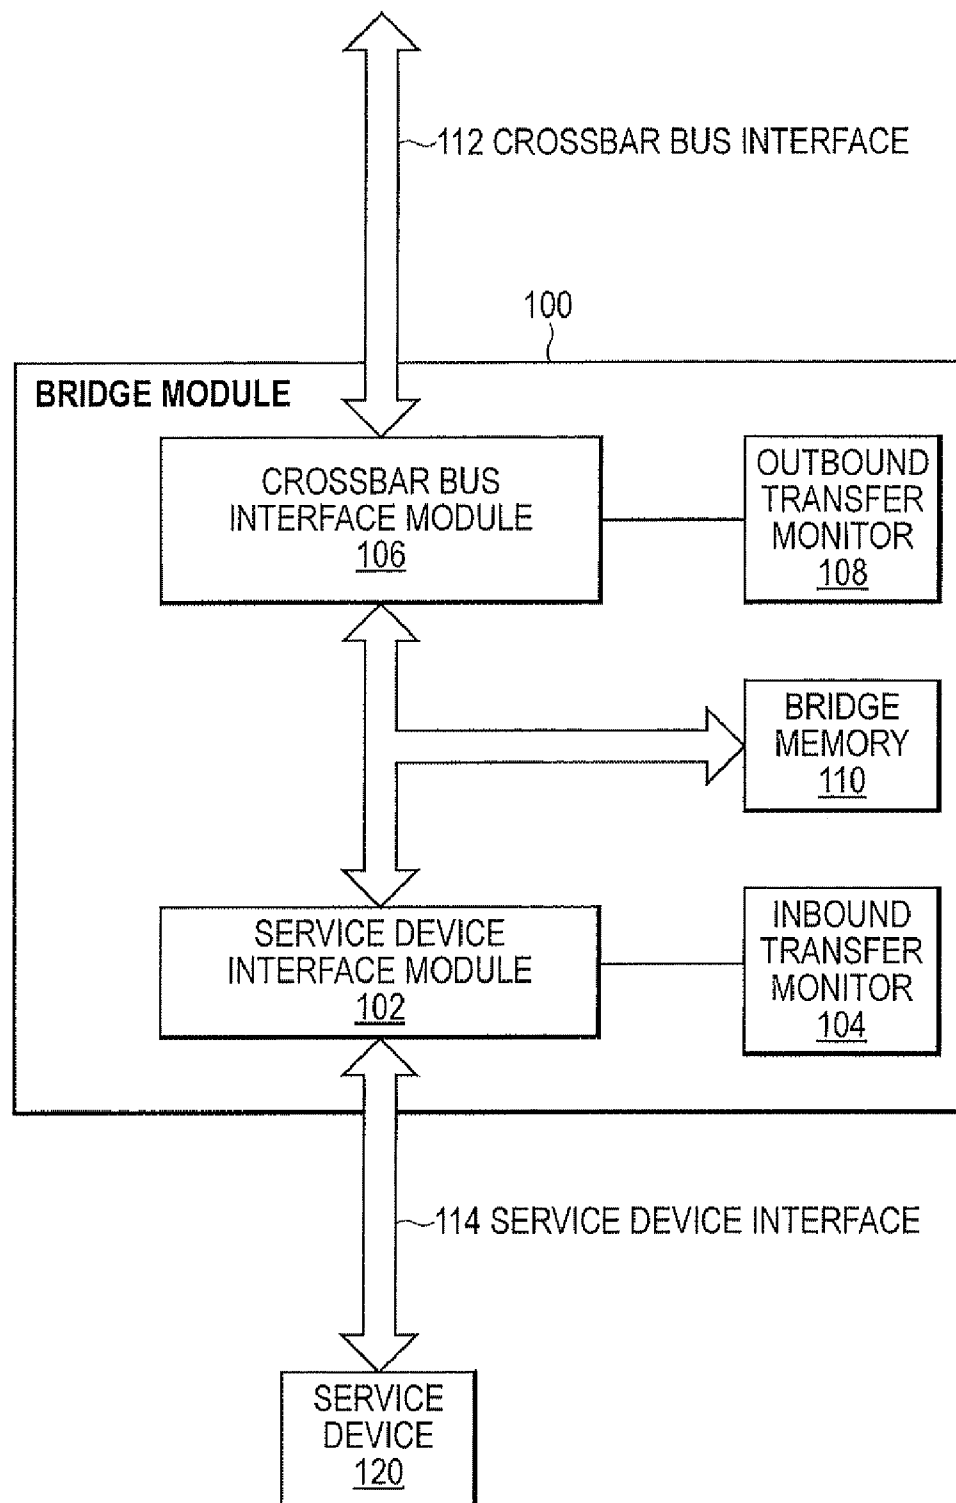 112 CROSSBAR BUS INTERFACE
100
BRIDGE MODULE
CROSSBAR BUS
INTERFACE MODULE
106
OUTBOUND
TRANSFER
MONITOR
108
BRIDGE
MEMORY
110
SERVICE DEVICE
INTERFACE MODULE
102
INBOUND
TRANSFER
MONITOR
104
114 SERVICE DEVICE INTERFACE
SERVICE
DEVICE
120